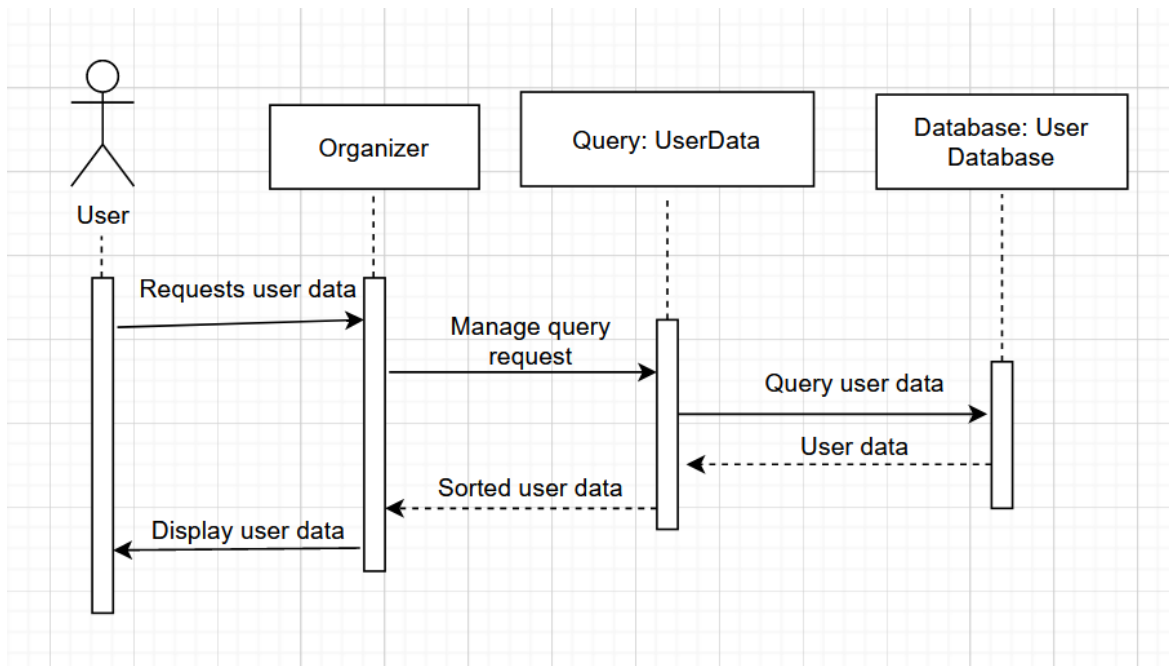 Organizer
Query: UserData
Database: User
Database
User
Requests user data
Manage query
request
Query user data
User data
Sorted user data
Display user data